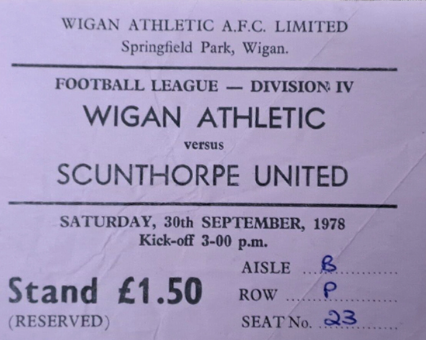 WIGAN ATHLETIC A.F.C. LIMITED
Springfield Park, Wigan.
FOOTBALL LEAGUE — DIVISION IV
WIGAN ATHLETIC
versus
SCUNTHORPE UNITED
SATURDAY, 30th SEPTEMBER, 1978
Kick-off 3-00 p.m.
Stand £1.50
(RESERVED)
AISLE B
ROW P
SEAT No. 23